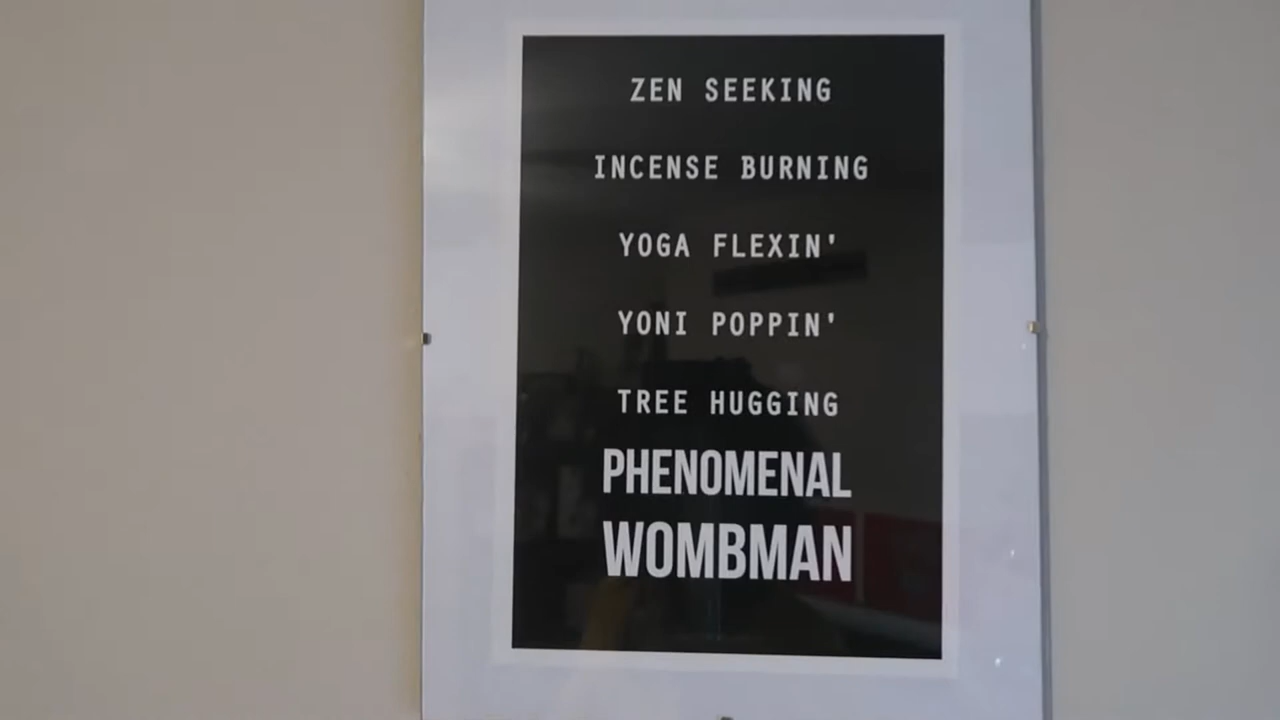 ZEN SEEKING
INCENSE BURNING
YOGA FLEXIN'
YONI POPPIN'
TREE HUGGING
PHENOMENAL
WOMBMAN